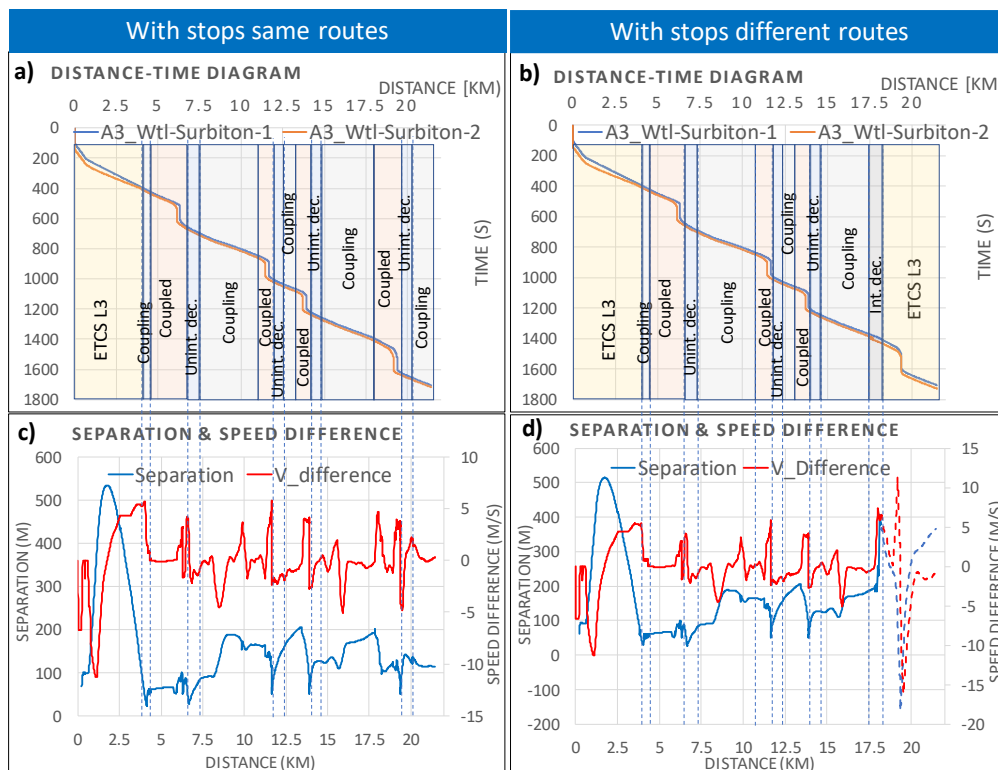 With stops same routes
With stops different routes
a) DISTANCE-TIME DIAGRAM
DISTANCE [KM)
0 2.5 5 7.5 10 12.5 15 17.5 20
0
200
400
600
800
1000
1200
1400
1600
1800
A3_Wtl-Surbiton-1
A3_Wtl-Surbiton-2
ETCS L3
Coupling
Coupled
Unint. dec.
Coupling
Coupled
Unint. dec.
Coupling
Coupled
Unint. dec.
Coupling
Coupled
Unint. dec.
Coupling
TIME (S)
b) DISTANCE-TIME DIAGRAM
DISTANCE [KM)
0 2.5 5 7.5 10 12.5 15 17.5 20
0
200
400
600
800
1000
1200
1400
1600
1800
A3_Wtl-Surbiton-1
A3_Wtl-Surbiton-2
ETCS L3
Coupling
Coupled
Unint. dec.
Coupling
Coupled
Unint. dec.
Coupling
Coupled
Unint. dec.
Coupling
Int. dec.
ETCS L3
TIME (S)
c) SEPARATION & SPEED DIFFERENCE
Separation
V_difference
600
500
400
300
200
100
0
SEPARATION (M)
10
5
0
-5
-10
-15
SPEED DIFFERENCE (M/S)
0 2.5 5 7.5 10 12.5 15 17.5 20
DISTANCE (KM)
d) SEPARATION & SPEED DIFFERENCE
Separation
V_Difference
600
500
400
300
200
100
0
-100
-200
SEPARATION (M)
15
10
5
0
-5
-10
-15
-20
SPEED DIFFERENCE (M/S)
0 2.5 5 7.5 10 12.5 15 17.5 20
DISTANCE (KM)